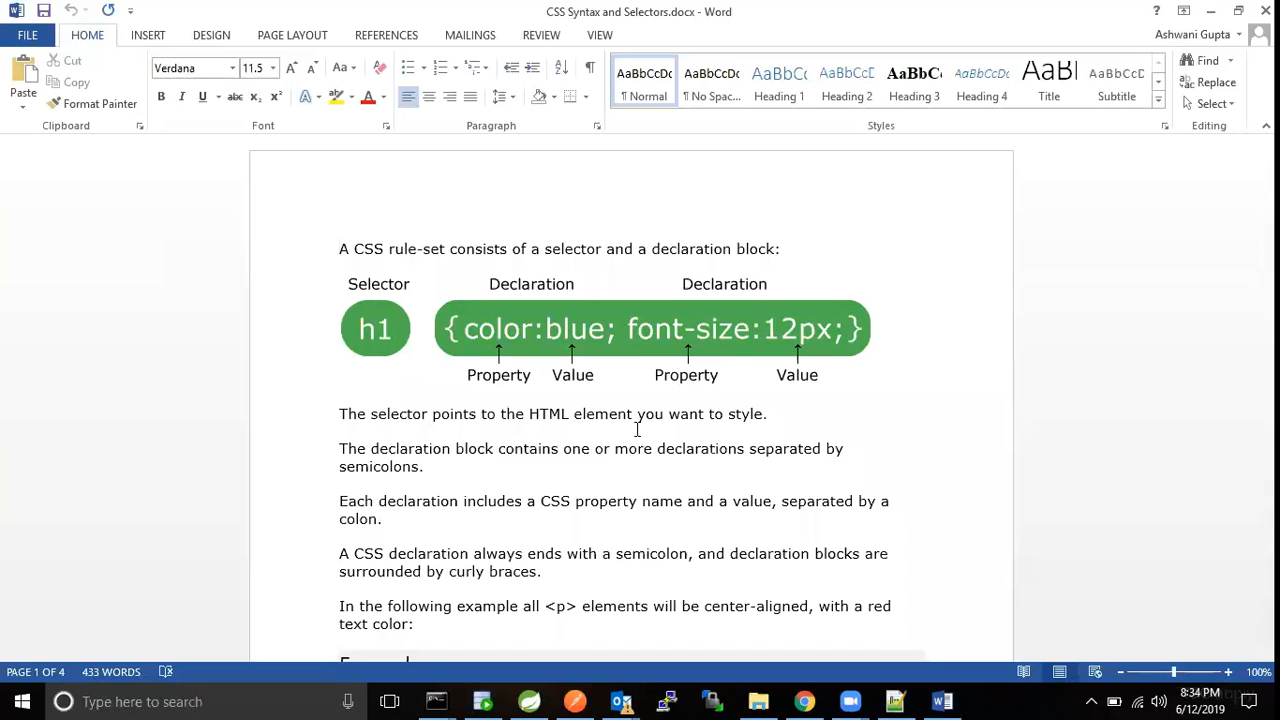 CSS Syntax and Selectors.docx - Word
FILE HOME INSERT DESIGN PAGE LAYOUT REFERENCES MAILINGS REVIEW VIEW Ashwani Gupta
Paste Cut Copy Format Painter
Verdana 11.5
AaBbCcDc AaBbCcDc AaBbCc AaBbCcD AaBbCc AaBbCcD AaBl AaBbCcD
¶ Normal ¶ No Spac... Heading 1 Heading 2 Heading 3 Heading 4 Title Subtitle
Find Replace Select
Clipboard Font Paragraph Styles Editing
A CSS rule-set consists of a selector and a declaration block:
Selector Declaration Declaration
h1 {color:blue; font-size:12px;}
Property Value Property Value
The selector points to the HTML element you want to style.
The declaration block contains one or more declarations separated by
semicolons.
Each declaration includes a CSS property name and a value, separated by a
colon.
A CSS declaration always ends with a semicolon, and declaration blocks are
surrounded by curly braces.
In the following example all <p> elements will be center-aligned, with a red
text color:
PAGE 1 OF 4 433 WORDS 100%
Type here to search
8:34 PM
6/12/2019